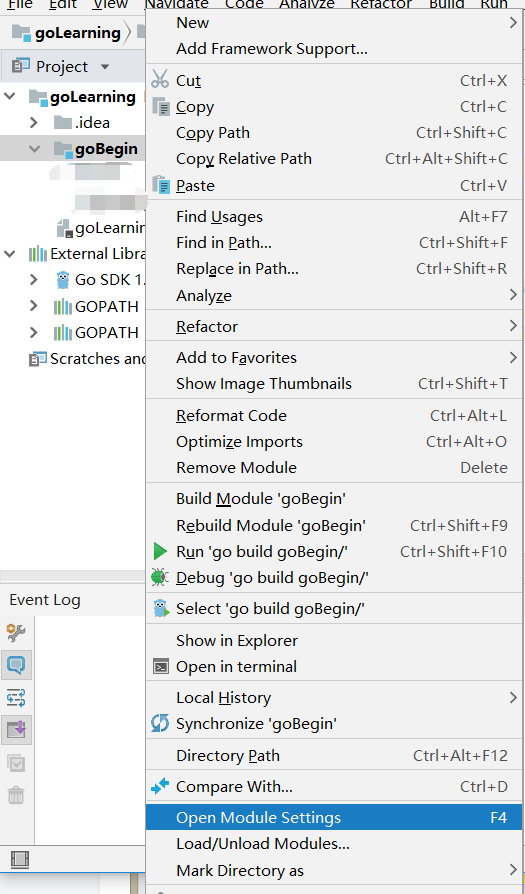 File Edit View Navigate Code Analyze Refactor Build Run
goLearning
Project
goLearning
.idea
goBegin
External
Go SDK 1.
GOPATH
GOPATH
Scratches
Event Log
New
Add Framework Support...
Cut Ctrl+X
Copy Ctrl+C
Copy Path Ctrl+Shift+C
Copy Relative Path Ctrl+Alt+Shift+C
Paste Ctrl+V
Find Usages Alt+F7
Find in Path... Ctrl+Shift+F
Replace in Path... Ctrl+Shift+R
Analyze
Refactor
Add to Favorites
Show Image Thumbnails Ctrl+Shift+T
Reformat Code Ctrl+Alt+L
Optimize Imports Ctrl+Alt+O
Remove Module Delete
Build Module 'goBegin'
Rebuild Module 'goBegin' Ctrl+Shift+F9
Run 'go build goBegin/' Ctrl+Shift+F10
Debug 'go build goBegin/'
Select 'go build goBegin/'
Show in Explorer
Open in terminal
Local History
Synchronize 'goBegin'
Directory Path Ctrl+Alt+F12
Compare With... Ctrl+D
Open Module Settings F4
Load/Unload Modules...
Mark Directory as